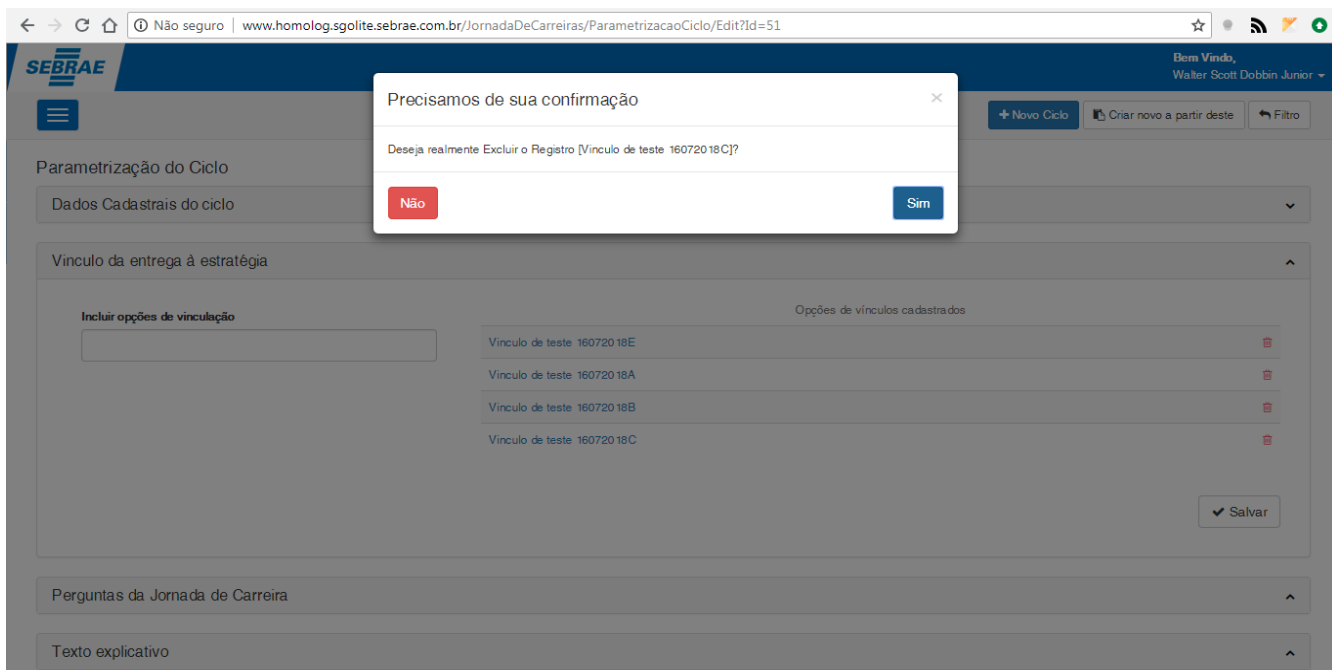 Não seguro | www.homolog.sgolite.sebrae.com.br/JornadaDeCarreiras/ParametrizacaoCiclo/Edit?Id=51
SEBRAE
Bem Vindo,
Walter Scott Dobbin Junior
Precisamos de sua confirmação ×
Deseja realmente Excluir o Registro [Vinculo de teste 16072018C]?
Não Sim
+ Novo Ciclo Criar novo a partir deste Filtro
Parametrização do Ciclo
Dados Cadastrais do ciclo
Vinculo da entrega à estratégia
Incluir opções de vinculação
Opções de vínculos cadastrados
Vinculo de teste 16072018E
Vinculo de teste 16072018A
Vinculo de teste 16072018B
Vinculo de teste 16072018C
Salvar
Perguntas da Jornada de Carreira
Texto explicativo